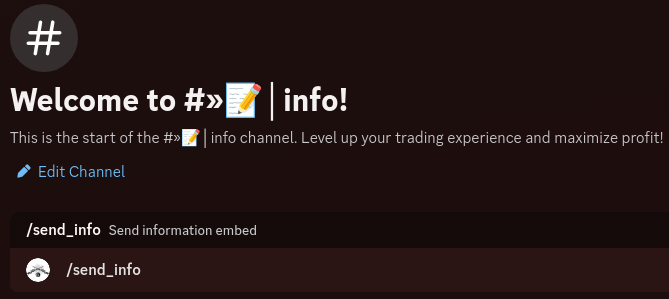 #
Welcome to #»📝│info!
This is the start of the #»📝│info channel. Level up your trading experience and maximize profit!
Edit Channel
/send_info Send information embed
/send_info